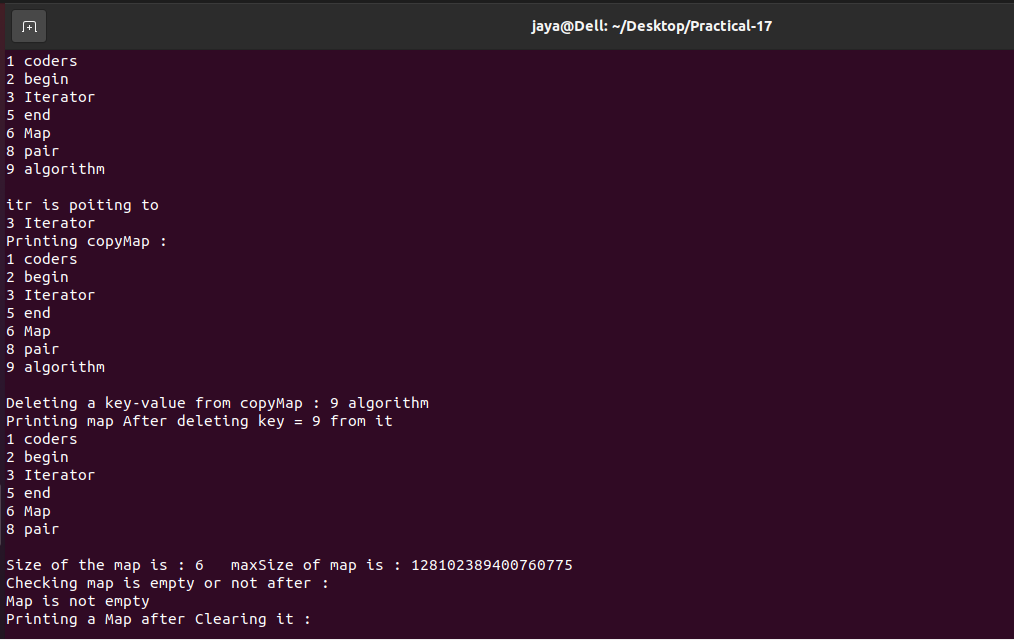 jaya@Dell: ~/Desktop/Practical-17
1 coders
2 begin
3 Iterator
5 end
6 Map
8 pair
9 algorithm
itr is poiting to
3 Iterator
Printing copyMap :
1 coders
2 begin
3 Iterator
5 end
6 Map
8 pair
9 algorithm
Deleting a key-value from copyMap : 9 algorithm
Printing map After deleting key = 9 from it
1 coders
2 begin
3 Iterator
5 end
6 Map
8 pair
Size of the map is : 6   maxSize of map is : 128102389400760775
Checking map is empty or not after :
Map is not empty
Printing a Map after Clearing it :